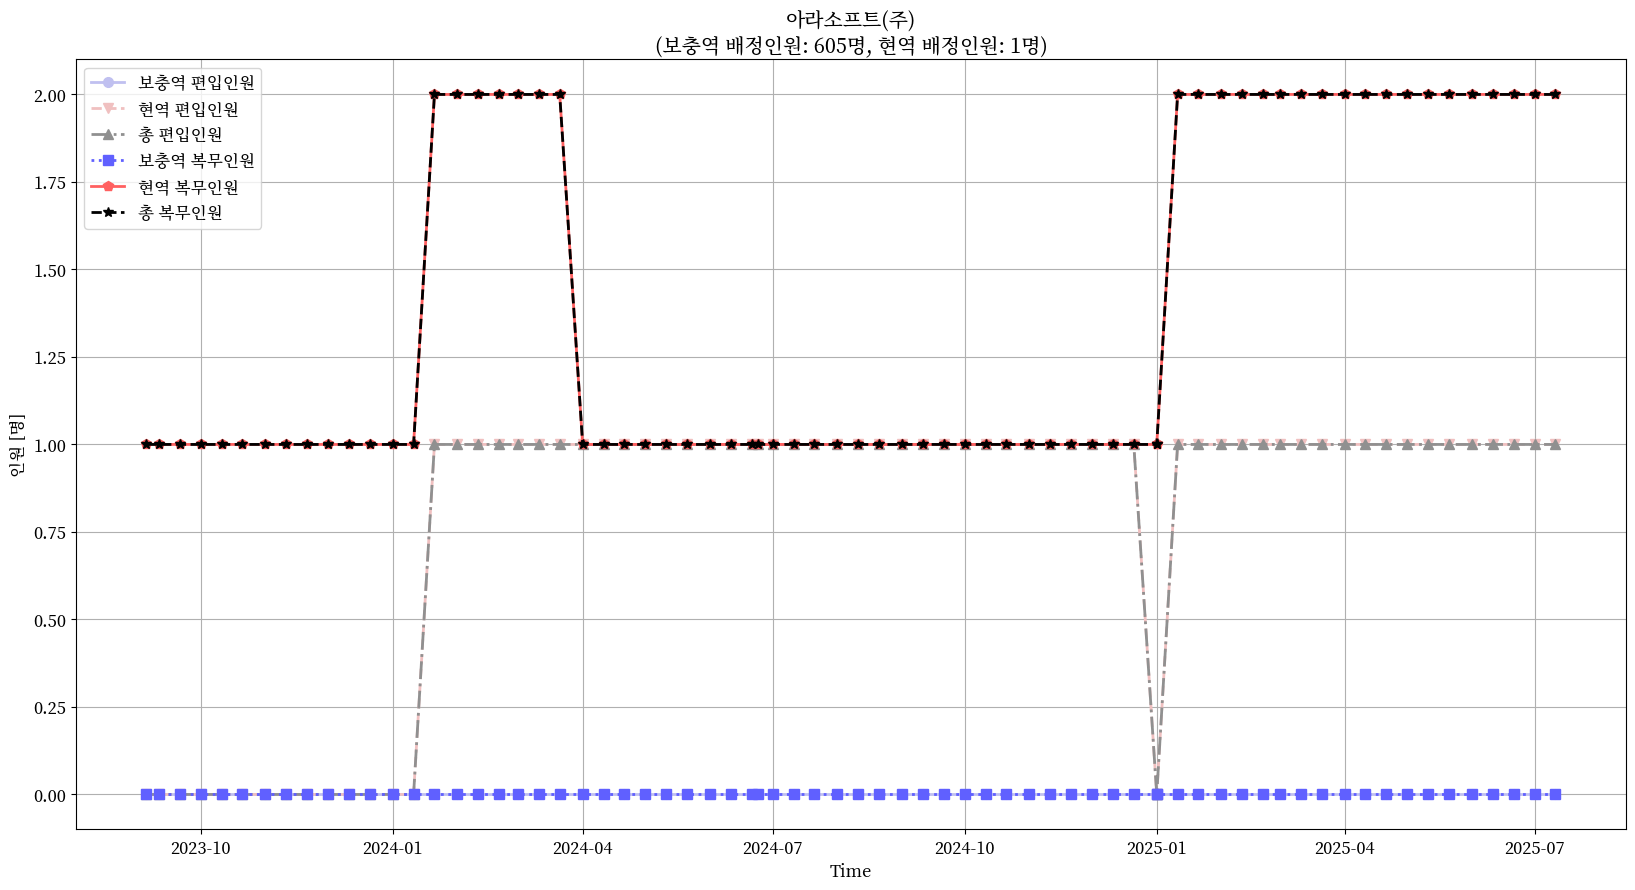 아라소프트(주)
(보충역 배정인원: 605명, 현역 배정인원: 1명)
보충역 편입인원
현역 편입인원
총 편입인원
보충역 복무인원
현역 복무인원
총 복무인원
2.00
1.75
1.50
1.25
1.00
0.75
0.50
0.25
0.00
인원 [명]
2023-10
2024-01
2024-04
2024-07
2024-10
2025-01
2025-04
2025-07
Time